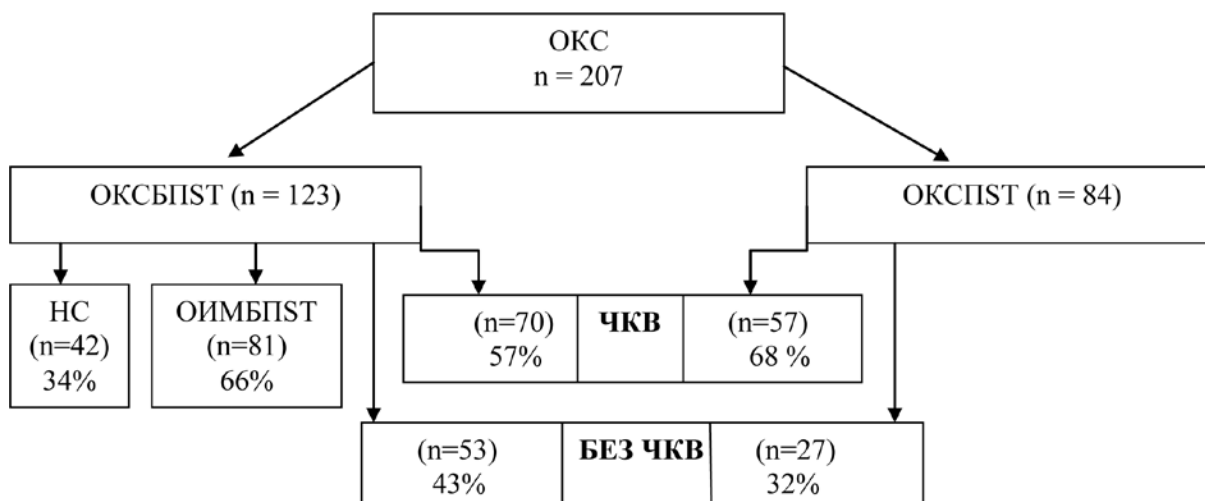 ОКС
n = 207
ОКСБПST (n = 123)
ОКСПST (n = 84)
НС
(n=42)
34%
ОИМБПST
(n=81)
66%
(n=70)
57%
ЧКВ
(n=57)
68 %
(n=53)
43%
БЕЗ ЧКВ
(n=27)
32%